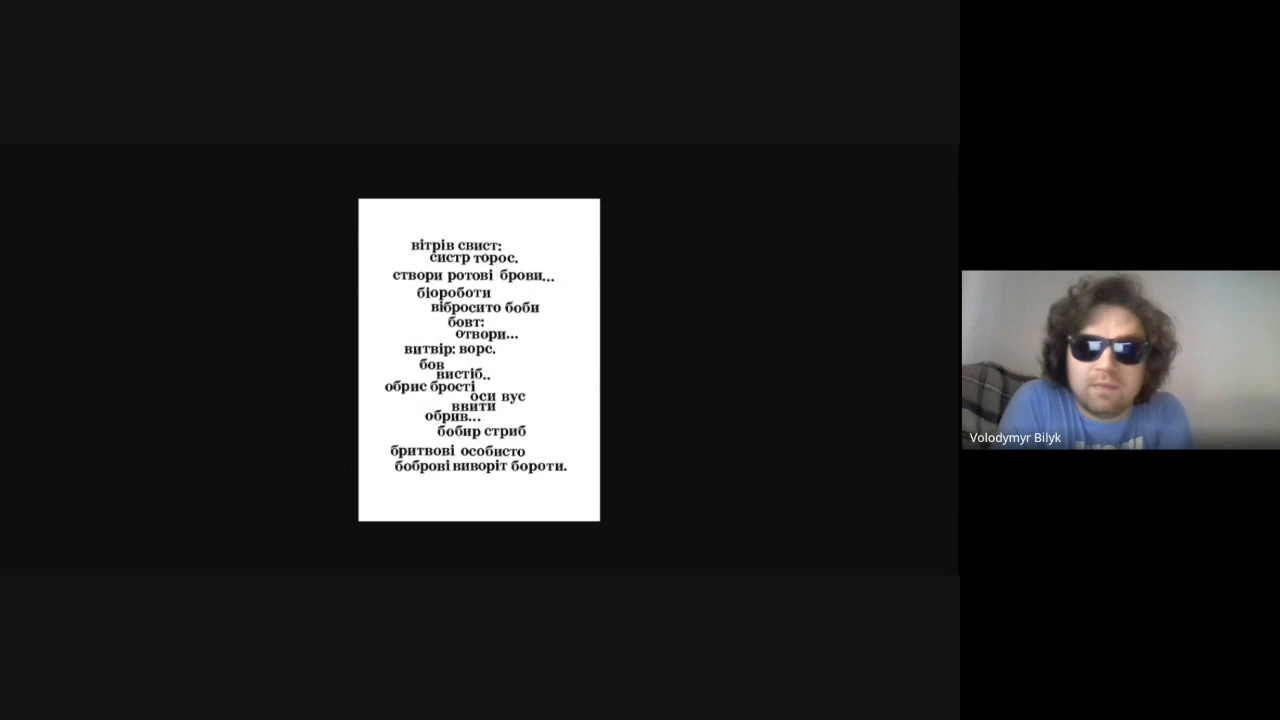 вітрів свист:
систр торос.
створи ротові брови...
біороботи
вібросито боби
бовт:
отвори...
витвір: ворс.
бов
вистіб..
обрис брості
оси вус
ввити
обрив...
бобир стриб
бритвові особисто
боброві виворіт бороти.
Volodymyr Bilyk